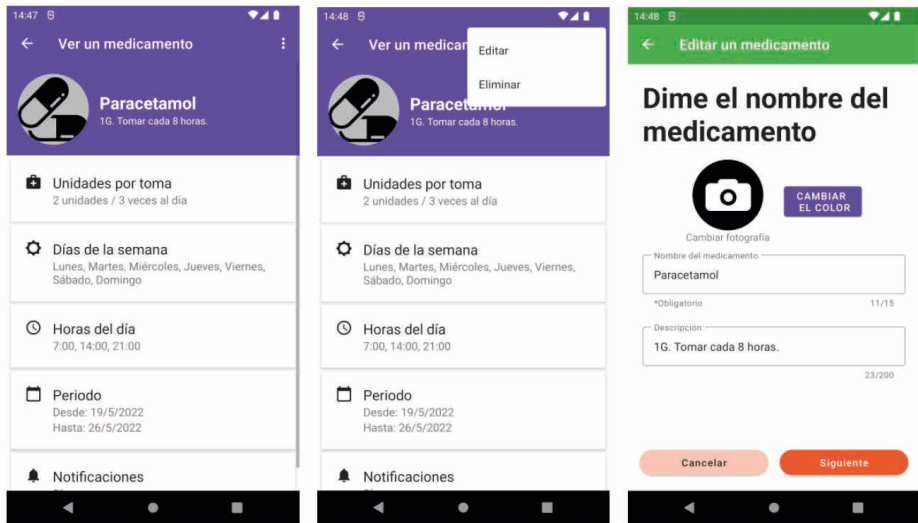 14:47
Ver un medicamento
Paracetamol
1G. Tomar cada 8 horas.
Unidades por toma
2 unidades / 3 veces al día
Días de la semana
Lunes, Martes, Miércoles, Jueves, Viernes,
Sábado, Domingo
Horas del día
7:00, 14:00, 21:00
Periodo
Desde: 19/5/2022
Hasta: 26/5/2022
Notificaciones
14:48
Ver un medicam
Editar
Eliminar
Paracetamol
1G. Tomar cada 8 horas.
Unidades por toma
2 unidades / 3 veces al día
Días de la semana
Lunes, Martes, Miércoles, Jueves, Viernes,
Sábado, Domingo
Horas del día
7:00, 14:00, 21:00
Periodo
Desde: 19/5/2022
Hasta: 26/5/2022
Notificaciones
14:48
Editar un medicamento
Dime el nombre del
medicamento
CAMBIAR
EL COLOR
Cambiar fotografía
Nombre del medicamento
Paracetamol
*Obligatorio 11/15
Descripción
1G. Tomar cada 8 horas.
23/200
Cancelar Siguiente